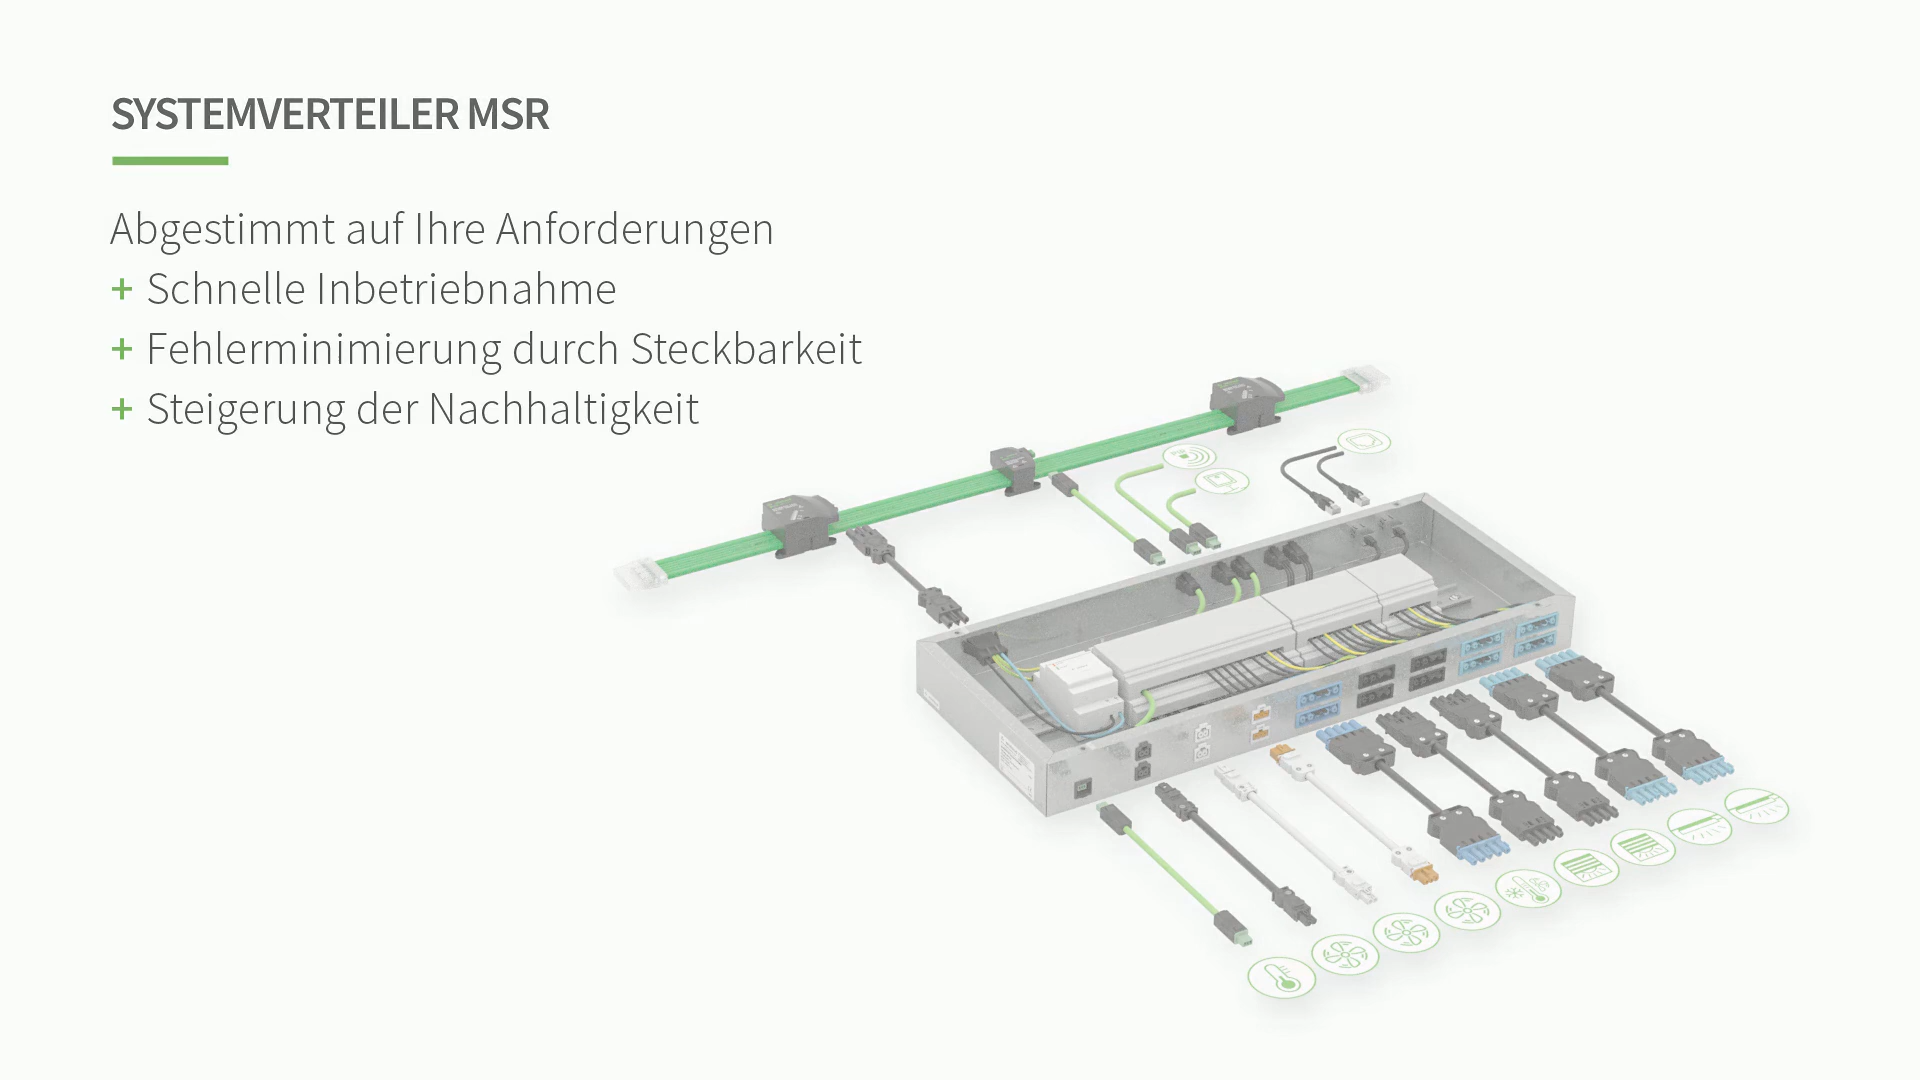 SYSTEMVERTEILER MSR
Abgestimmt auf Ihre Anforderungen
+ Schnelle Inbetriebnahme
+ Fehlerminimierung durch Steckbarkeit
+ Steigerung der Nachhaltigkeit